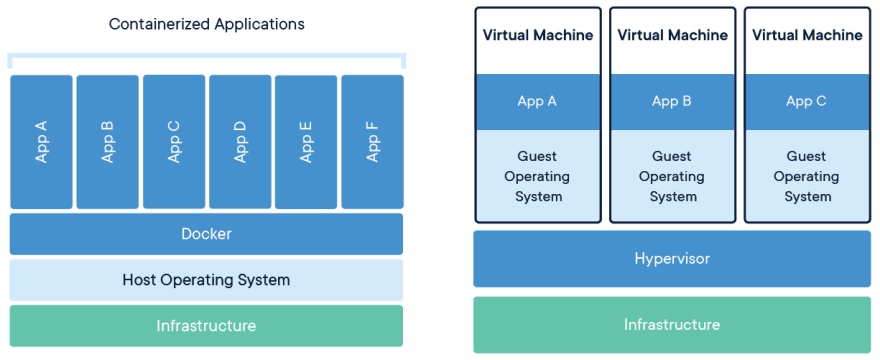 Containerized Applications
App A
App B
App C
App D
App E
App F
Docker
Host Operating System
Infrastructure
Virtual Machine
App A
Guest
Operating
System
Virtual Machine
App B
Guest
Operating
System
Virtual Machine
App C
Guest
Operating
System
Hypervisor
Infrastructure